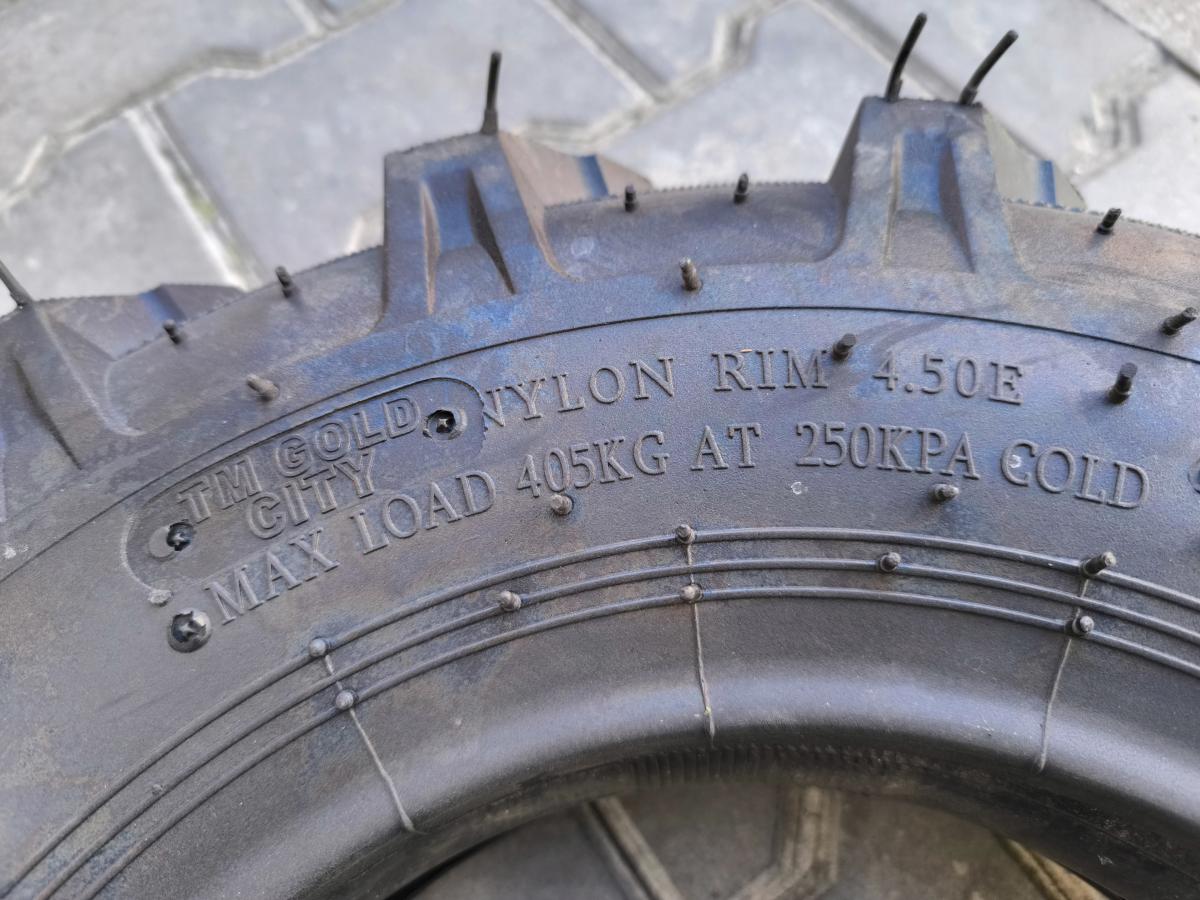 TM GOLD
CITY
NYLON RIM 4.50E
MAX LOAD 405KG AT 250KPA COLD